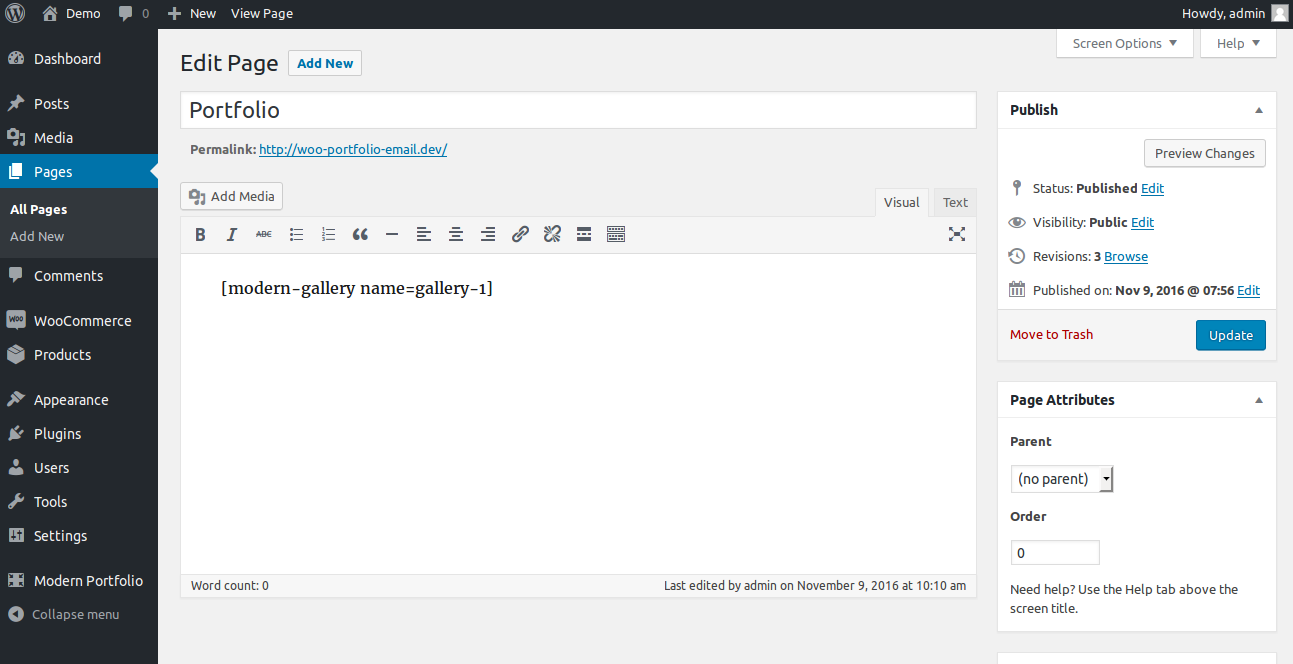 Demo 0 New View Page Howdy, admin
Screen Options Help
Dashboard
Posts
Media
Pages
All Pages
Add New
Comments
WOO WooCommerce
Products
Appearance
Plugins
Users
Tools
Settings
Modern Portfolio
Collapse menu
Edit Page Add New
Portfolio
Permalink: http://woo-portfolio-email.dev/
Add Media
Visual Text
B I ABC
[modern-gallery name=gallery-1]
Word count: 0 Last edited by admin on November 9, 2016 at 10:10 am
Publish
Preview Changes
Status: Published Edit
Visibility: Public Edit
Revisions: 3 Browse
Published on: Nov 9, 2016 @ 07:56 Edit
Move to Trash Update
Page Attributes
Parent
(no parent)
Order
0
Need help? Use the Help tab above the
screen title.